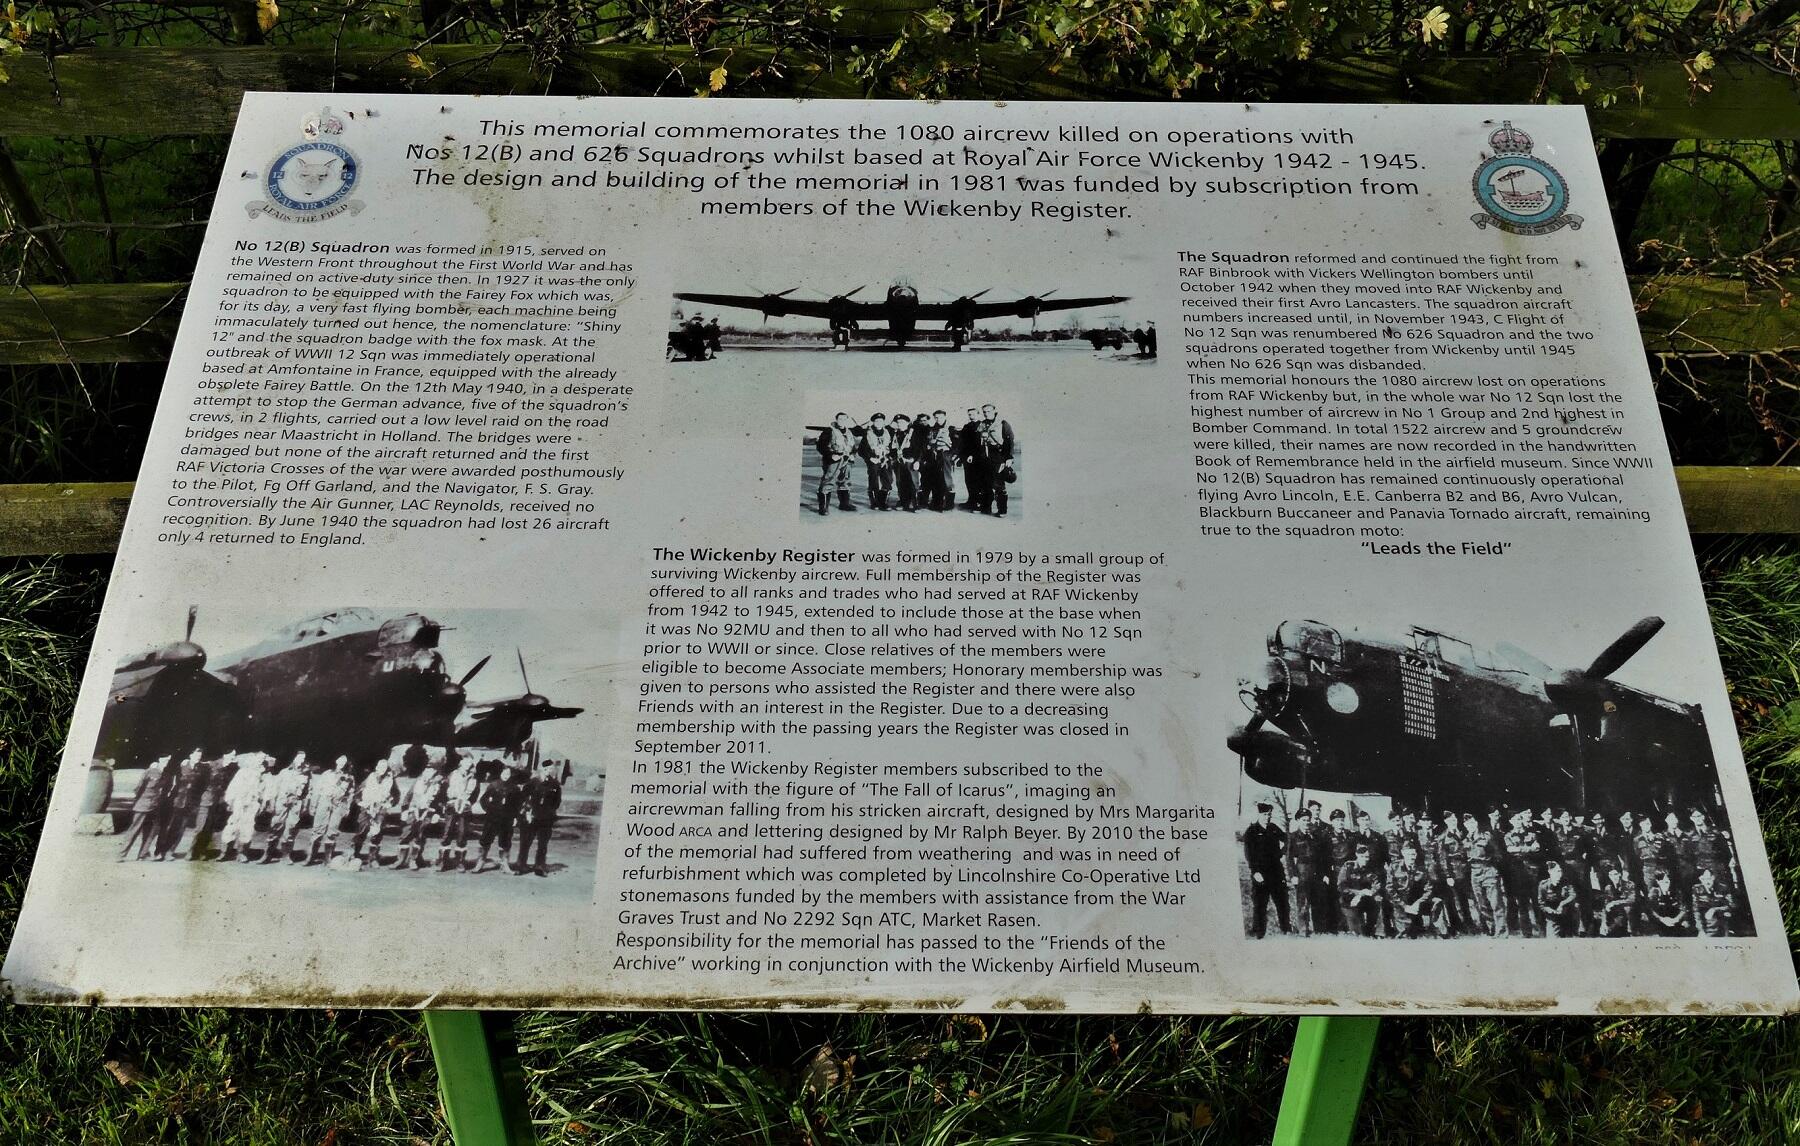 This memorial commemorates the 1080 aircrew killed on operations with
Nos 12(B) and 626 Squadrons whilst based at Royal Air Force Wickenby 1942 - 1945.
The design and building of the memorial in 1981 was funded by subscription from
members of the Wickenby Register.
SQUADRON
12 12
ROYAL AIR FORCE
LEADS THE FIELD
No 12(B) Squadron was formed in 1915, served on
the Western Front throughout the First World War and has
remained on active-duty since then. In 1927 it was the only
squadron to be equipped with the Fairey Fox which was,
for its day, a very fast flying bomber, each machine being
immaculately turned out hence, the nomenclature: "Shiny
12" and the squadron badge with the fox mask. At the
outbreak of WWII 12 Sqn was immediately operational
based at Amfontaine in France, equipped with the already
obsolete Fairey Battle. On the 12th May 1940, in a desperate
attempt to stop the German advance, five of the squadron's
crews, in 2 flights, carried out a low level raid on the road
bridges near Maastricht in Holland. The bridges were
damaged but none of the aircraft returned and the first
RAF Victoria Crosses of the war were awarded posthumously
to the Pilot, Fg Off Garland, and the Navigator, F. S. Gray.
Controversially the Air Gunner, LAC Reynolds, received no
recognition. By June 1940 the squadron had lost 26 aircraft
only 4 returned to England.
U
The Wickenby Register was formed in 1979 by a small group of
surviving Wickenby aircrew. Full membership of the Register was
offered to all ranks and trades who had served at RAF Wickenby
from 1942 to 1945, extended to include those at the base when
it was No 92MU and then to all who had served with No 12 Sqn
prior to WWII or since. Close relatives of the members were
eligible to become Associate members; Honorary membership was
given to persons who assisted the Register and there were also
Friends with an interest in the Register. Due to a decreasing
membership with the passing years the Register was closed in
September 2011.
In 1981 the Wickenby Register members subscribed to the
memorial with the figure of "The Fall of Icarus", imaging an
aircrewman falling from his stricken aircraft, designed by Mrs Margarita
Wood ARCA and lettering designed by Mr Ralph Beyer. By 2010 the base
of the memorial had suffered from weathering and was in need of
refurbishment which was completed by Lincolnshire Co-Operative Ltd
stonemasons funded by the members with assistance from the War
Graves Trust and No 2292 Sqn ATC, Market Rasen.
Responsibility for the memorial has passed to the "Friends of the
Archive" working in conjunction with the Wickenby Airfield Museum.
The Squadron reformed and continued the fight from
RAF Binbrook with Vickers Wellington bombers until
October 1942 when they moved into RAF Wickenby and
received their first Avro Lancasters. The squadron aircraft
numbers increased until, in November 1943, C Flight of
No 12 Sqn was renumbered No 626 Squadron and the two
squadrons operated together from Wickenby until 1945
when No 626 Sqn was disbanded.
This memorial honours the 1080 aircrew lost on operations
from RAF Wickenby but, in the whole war No 12 Sqn lost the
highest number of aircrew in No 1 Group and 2nd highest in
Bomber Command. In total 1522 aircrew and 5 groundcrew
were killed, their names are now recorded in the handwritten
Book of Remembrance held in the airfield museum. Since WWII
No 12(B) Squadron has remained continuously operational
flying Avro Lincoln, E.E. Canberra B2 and B6, Avro Vulcan,
Blackburn Buccaneer and Panavia Tornado aircraft, remaining
true to the squadron moto:
"Leads the Field"
N